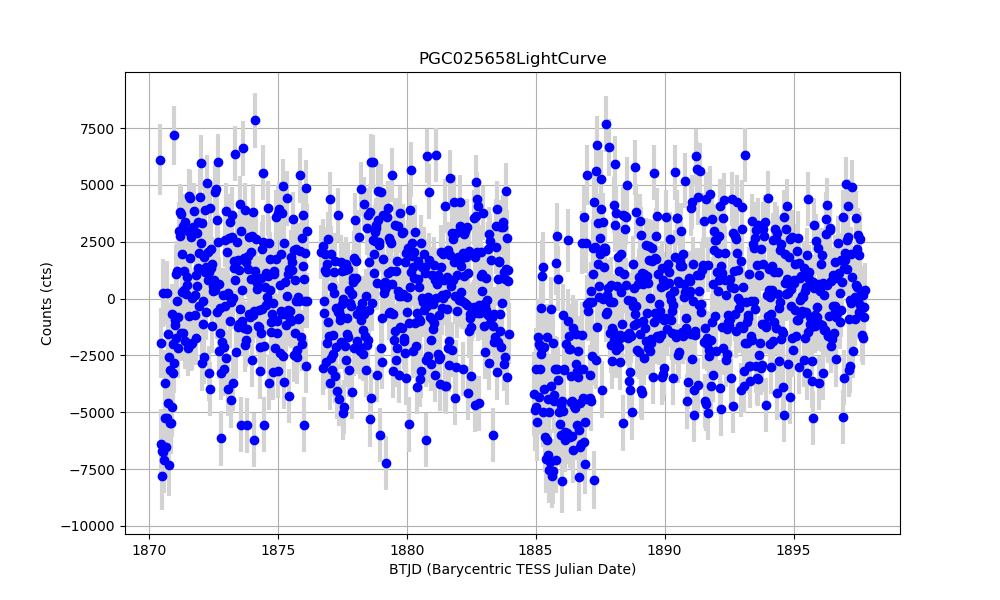 PGC025658LightCurve
Counts (cts)
7500
5000
2500
0
−2500
−5000
−7500
−10000
1870 1875 1880 1885 1890 1895
BTJD (Barycentric TESS Julian Date)